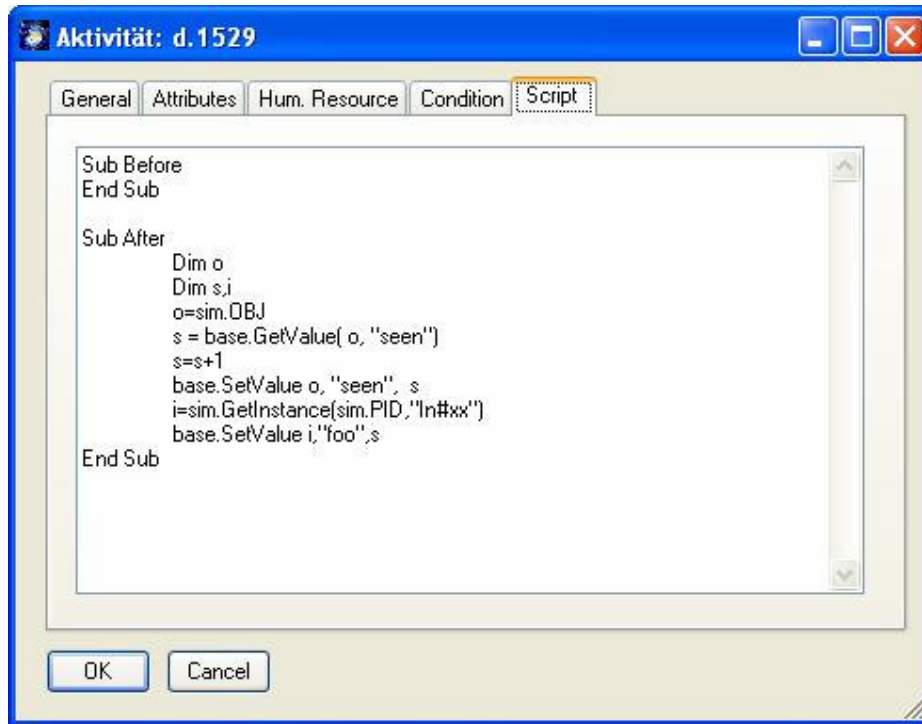 Aktivität: d.1529
General Attributes Hum. Resource Condition Script
Sub Before
End Sub
Sub After
Dim o
Dim s,i
o=sim.OBJ
s = base.GetValue( o, "seen")
s=s+1
base.SetValue o, "seen",  s
i=sim.GetInstance(sim.PID,"In#xx")
base.SetValue i,"foo",s
End Sub
OK Cancel